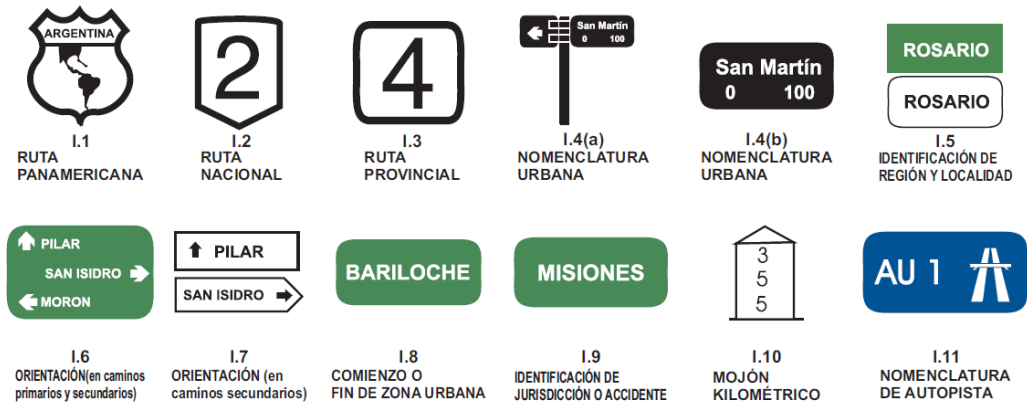 ARGENTINA
I.1
RUTA
PANAMERICANA
2
I.2
RUTA
NACIONAL
4
I.3
RUTA
PROVINCIAL
San Martín
0 100
I.4(a)
NOMENCLATURA
URBANA
San Martín
0 100
I.4(b)
NOMENCLATURA
URBANA
ROSARIO
ROSARIO
I.5
IDENTIFICACIÓN DE
REGIÓN Y LOCALIDAD
PILAR
SAN ISIDRO
MORON
I.6
ORIENTACIÓN(en caminos
primarios y secundarios)
PILAR
SAN ISIDRO
I.7
ORIENTACIÓN (en
caminos secundarios)
BARILOCHE
I.8
COMIENZO O
FIN DE ZONA URBANA
MISIONES
I.9
IDENTIFICACIÓN DE
JURISDICCIÓN O ACCIDENTE
3
5
5
I.10
MOJÓN
KILOMÉTRICO
AU 1
I.11
NOMENCLATURA
DE AUTOPISTA